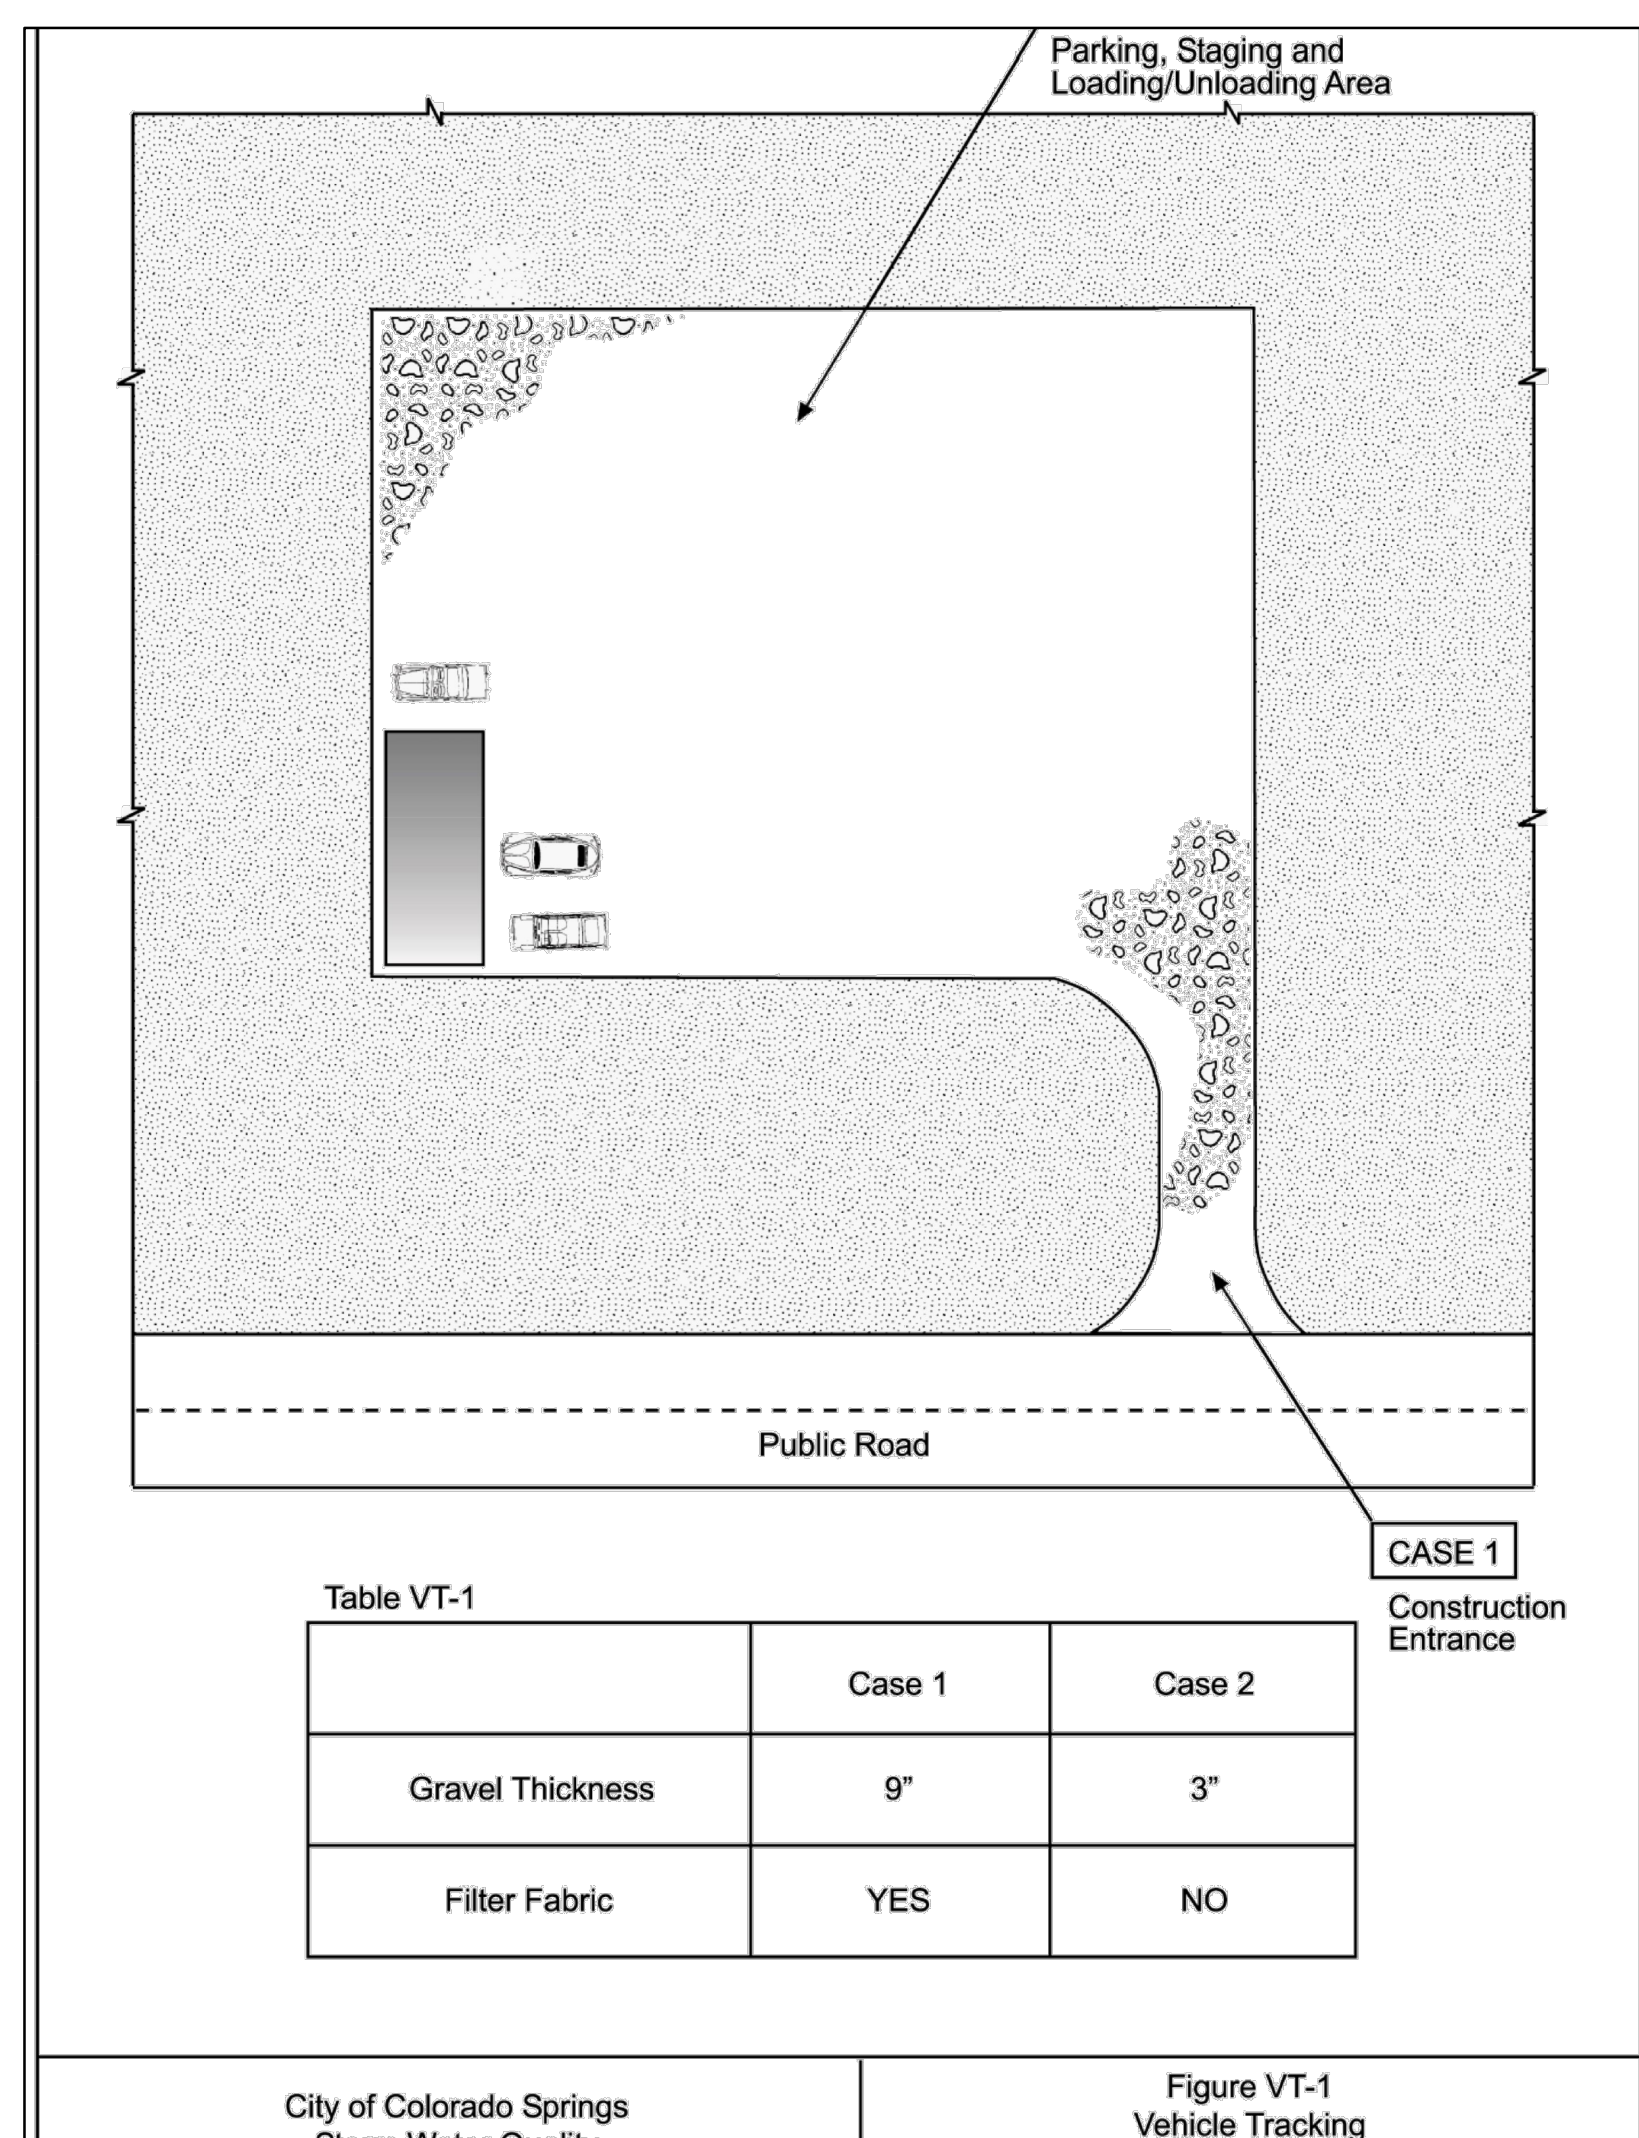 Parking, Staging and
Loading/Unloading Area
Public Road
CASE 1
Construction
Entrance
Table VT-1
Case 1 Case 2
Gravel Thickness 9” 3”
Filter Fabric YES NO
City of Colorado Springs
Figure VT-1
Vehicle Tracking